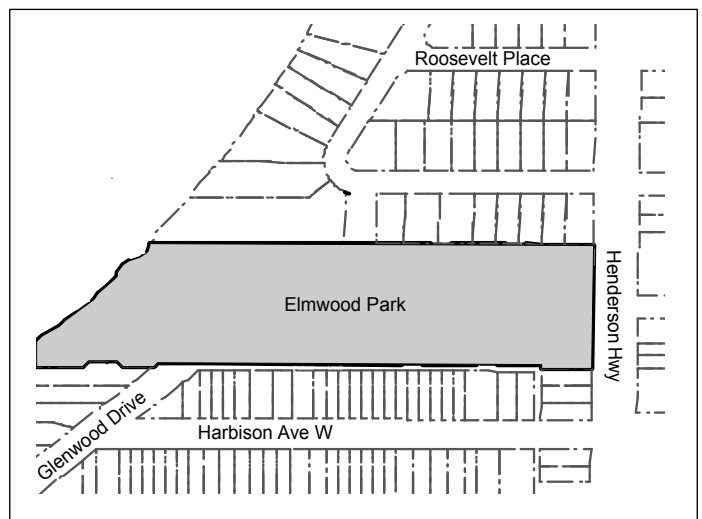 Roosevelt Place
Elmwood Park
Henderson Hwy
Glenwood Drive
Harbison Ave W